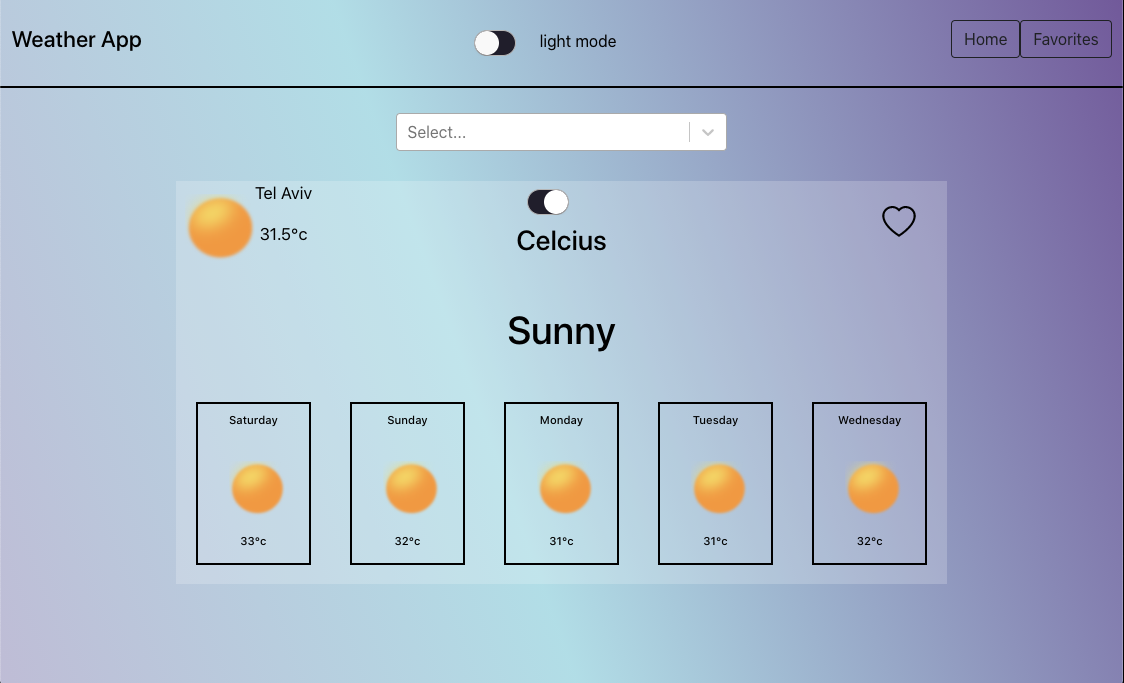 Weather App
light mode
Home
Favorites
Select...
Tel Aviv
31.5°c
Celcius
Sunny
Saturday
33°c
Sunday
32°c
Monday
31°c
Tuesday
31°c
Wednesday
32°c